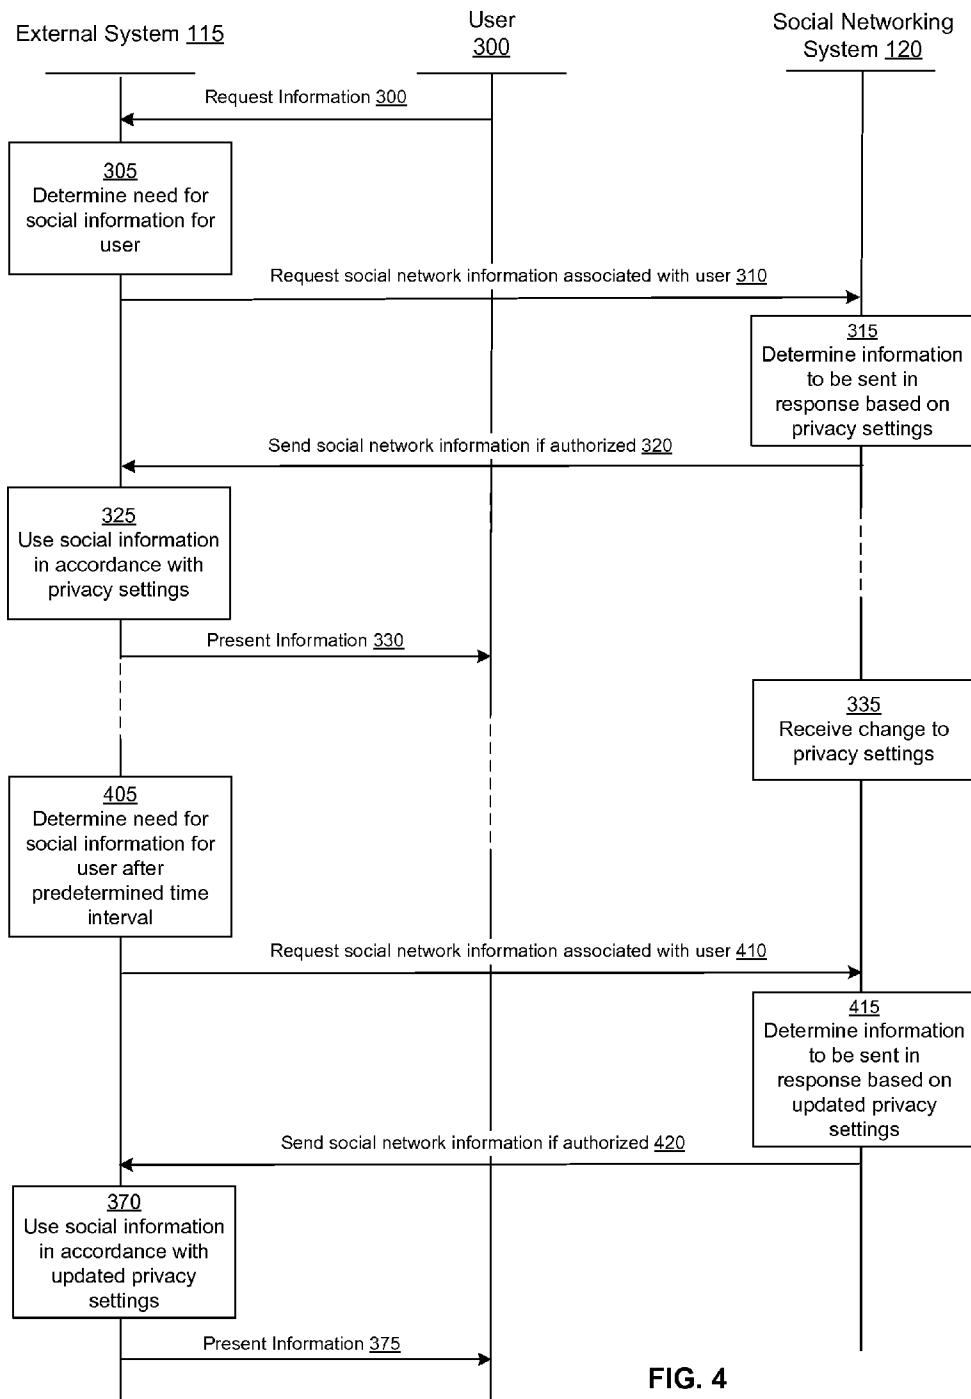 External System 115
User
300
Social Networking
System 120
Request Information 300
305
Determine need for
social information for
user
Request social network information associated with user 310
315
Determine information
to be sent in
response based on
privacy settings
Send social network information if authorized 320
325
Use social information
in accordance with
privacy settings
Present Information 330
335
Receive change to
privacy settings
405
Determine need for
social information for
user after
predetermined time
interval
Request social network information associated with user 410
415
Determine information
to be sent in
response based on
updated privacy
settings
Send social network information if authorized 420
370
Use social information
in accordance with
updated privacy
settings
Present Information 375
FIG. 4